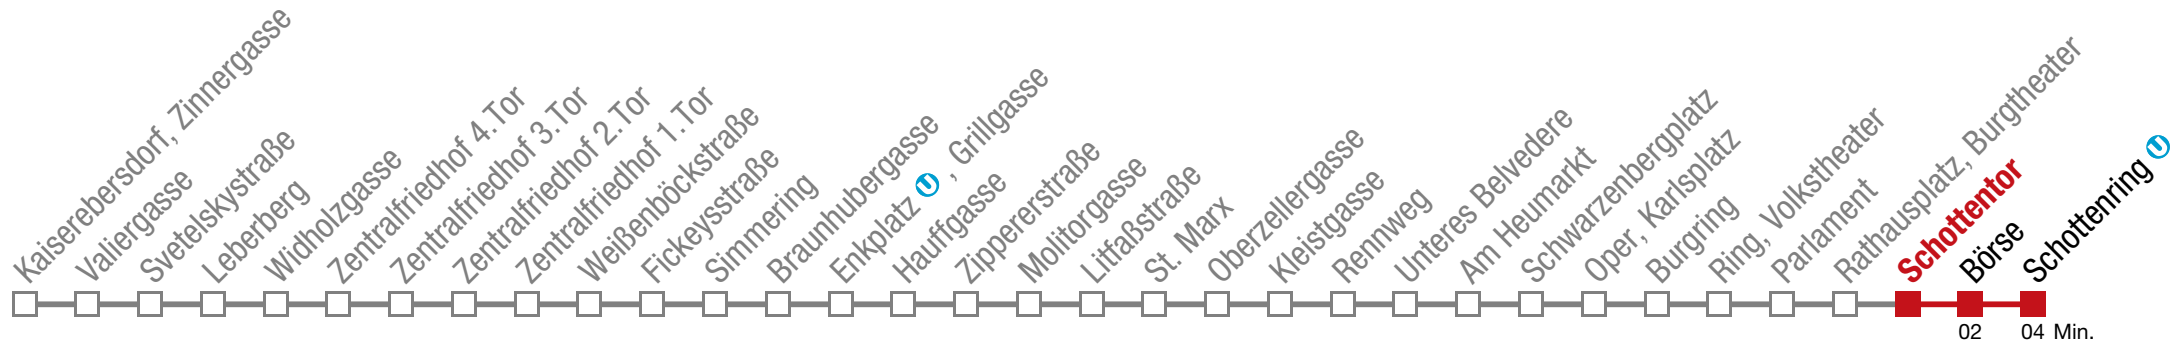 Kaiserebersdorf, Zinnergasse
Valiergasse
Svetelskystraße
Leberberg
Widholzgasse
Zentralfriedhof 4.Tor
Zentralfriedhof 3.Tor
Zentralfriedhof 2.Tor
Zentralfriedhof 1.Tor
Weißenböckstraße
Fickeysstraße
Simmering
Braunhubergasse
Enkplatz U, Grillgasse
Hauffgasse
Zippererstraße
Molitorgasse
Litfaßstraße
St. Marx
Oberzellergasse
Kleistgasse
Rennweg
Unteres Belvedere
Am Heumarkt
Schwarzenbergplatz
Oper, Karlsplatz
Burgring
Ring, Volkstheater
Parlament
Rathausplatz, Burgtheater
Schottentor
Börse
Schottenring U
02 04 Min.